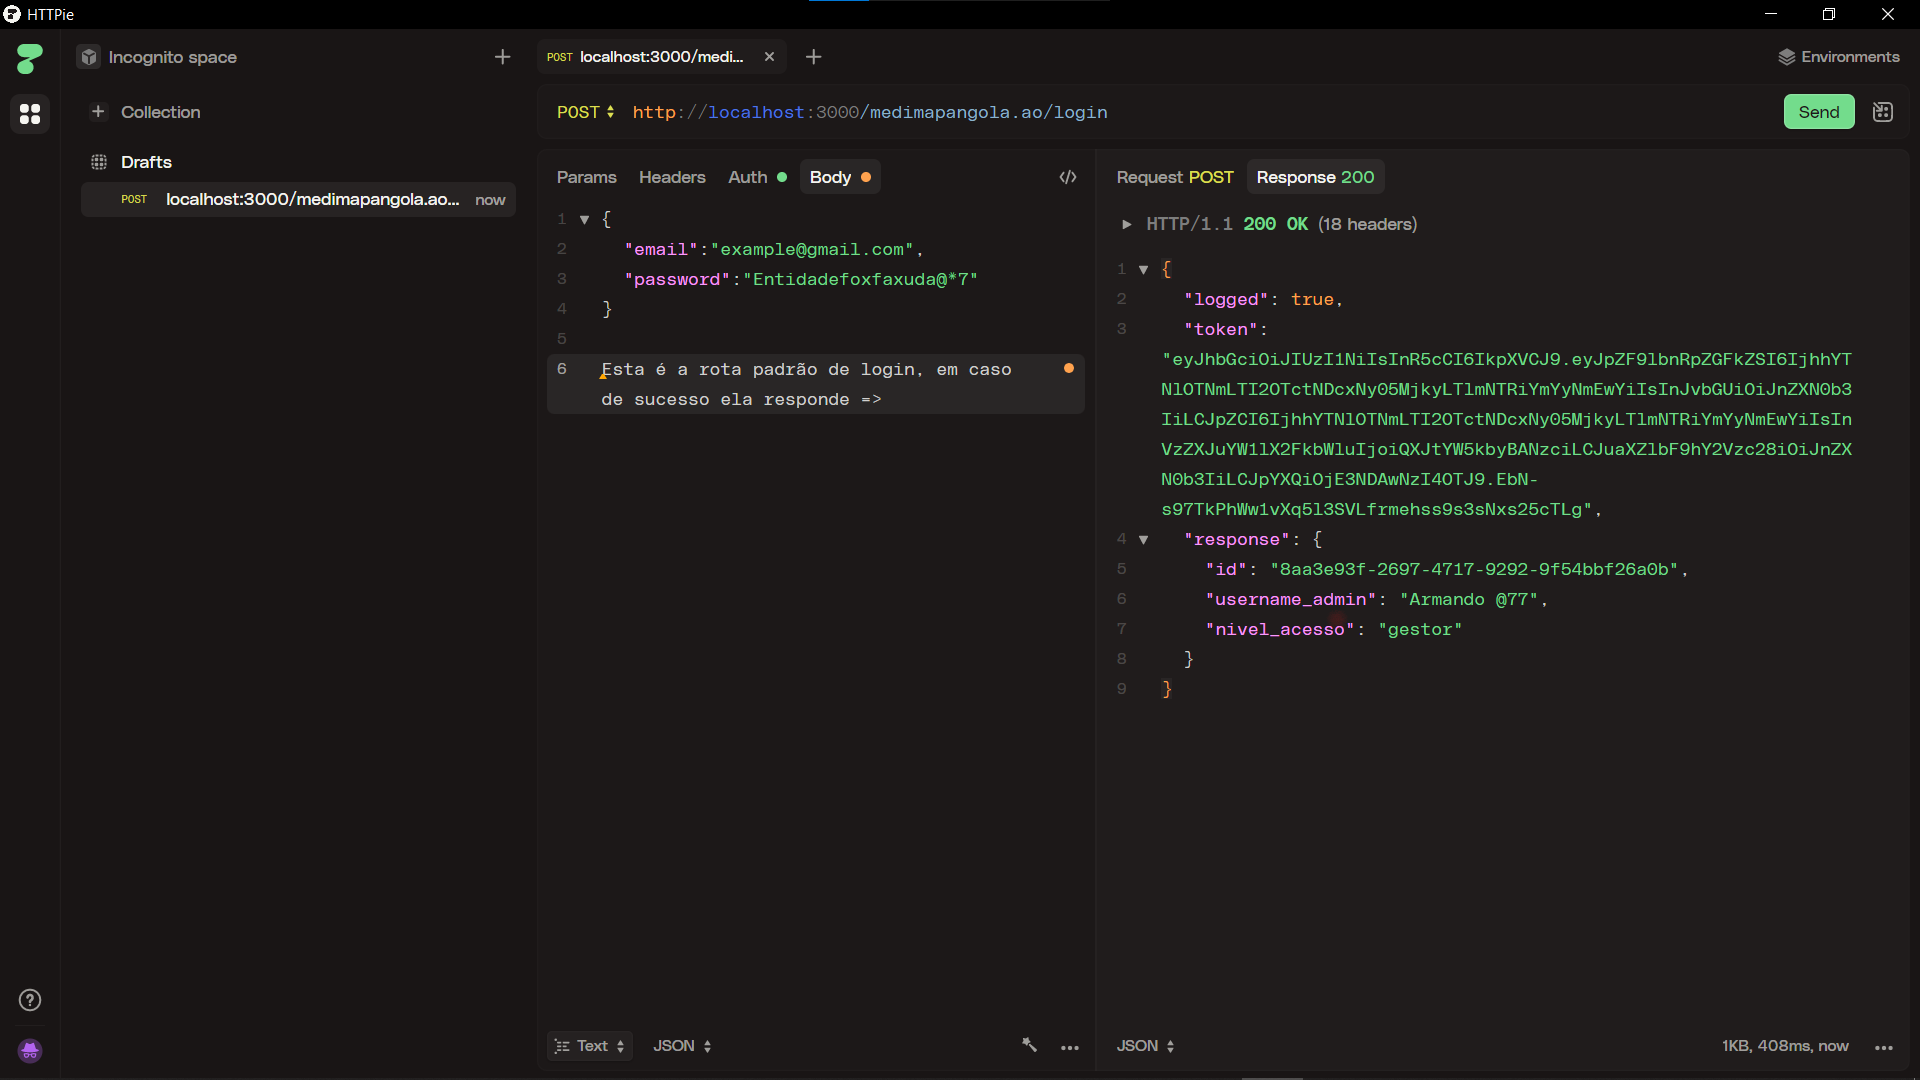 HTTPie
Incognito space
POST localhost:3000/medi...
Environments
Collection
POST http://localhost:3000/medimapangola.ao/login
Send
Drafts
POST localhost:3000/medimapangola.ao... now
Params Headers Auth Body
Request POST Response 200
1 {
2 "email":"example@gmail.com",
3 "password":"Entidadefoxfaxuda@*7"
4 }
5
6 Esta é a rota padrão de login, em caso
de sucesso ela responde =>
HTTP/1.1 200 OK (18 headers)
1 {
2 "logged": true,
3 "token":
"eyJhbGciOiJIUzI1NiIsInR5cCI6IkpXVCJ9.eyJpZF9lbnRpZGFkZSI6IjhhYT
NlOTNmLTI2OTctNDcxNy05MjkyLTlmNTRiYmYyNmEwYiIsInJvbGUiOiJnZXN0b3
IiLCJpZCI6IjhhYTNlOTNmLTI2OTctNDcxNy05MjkyLTlmNTRiYmYyNmEwYiIsIn
VzZXJuYW1lX2FkbWluIjoiQXJtYW5kbyBANzciLCJuaXZlbF9hY2Vzc28iOiJnZX
N0b3IiLCJpYXQiOjE3NDAwNzI4OTJ9.EbN-
s97TkPhWw1vXq5l3SVLfrmehss9s3sNxs25cTLg",
4 "response": {
5 "id": "8aa3e93f-2697-4717-9292-9f54bbf26a0b",
6 "username_admin": "Armando @77",
7 "nivel_acesso": "gestor"
8 }
9 }
Text JSON
JSON
1KB, 408ms, now